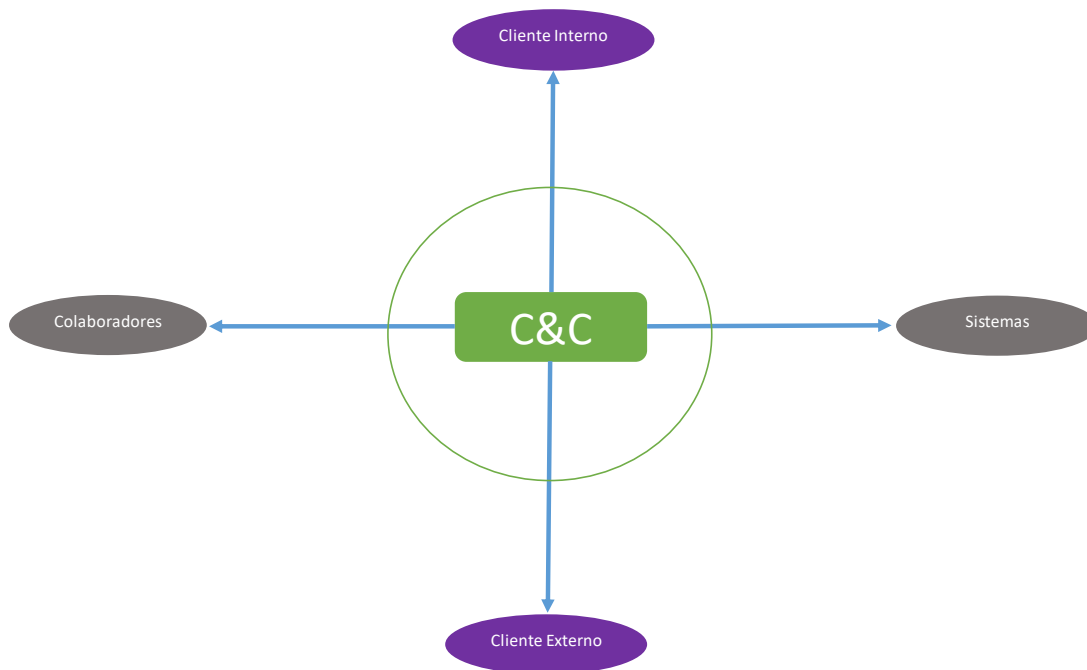 Cliente Interno
Colaboradores
C&C
Sistemas
Cliente Externo